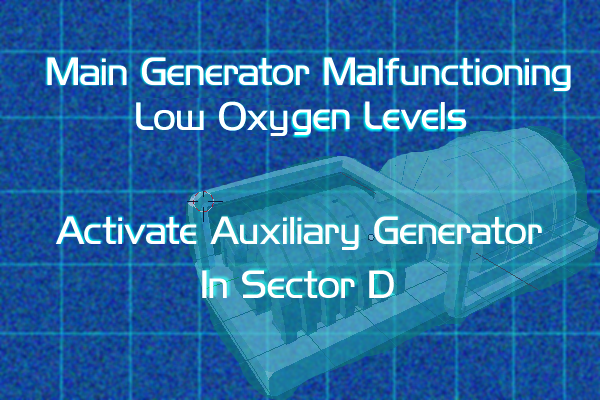 Main Generator Malfunctioning
Low Oxygen Levels
Activate Auxiliary Generator
In Sector D